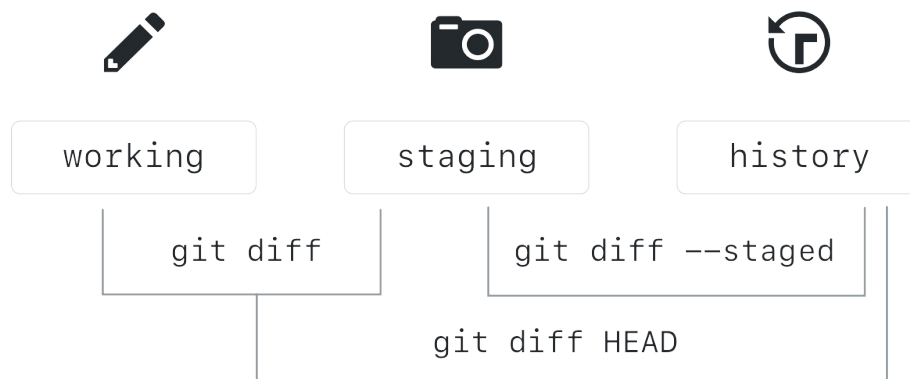 working staging history
git diff git diff --staged
git diff HEAD